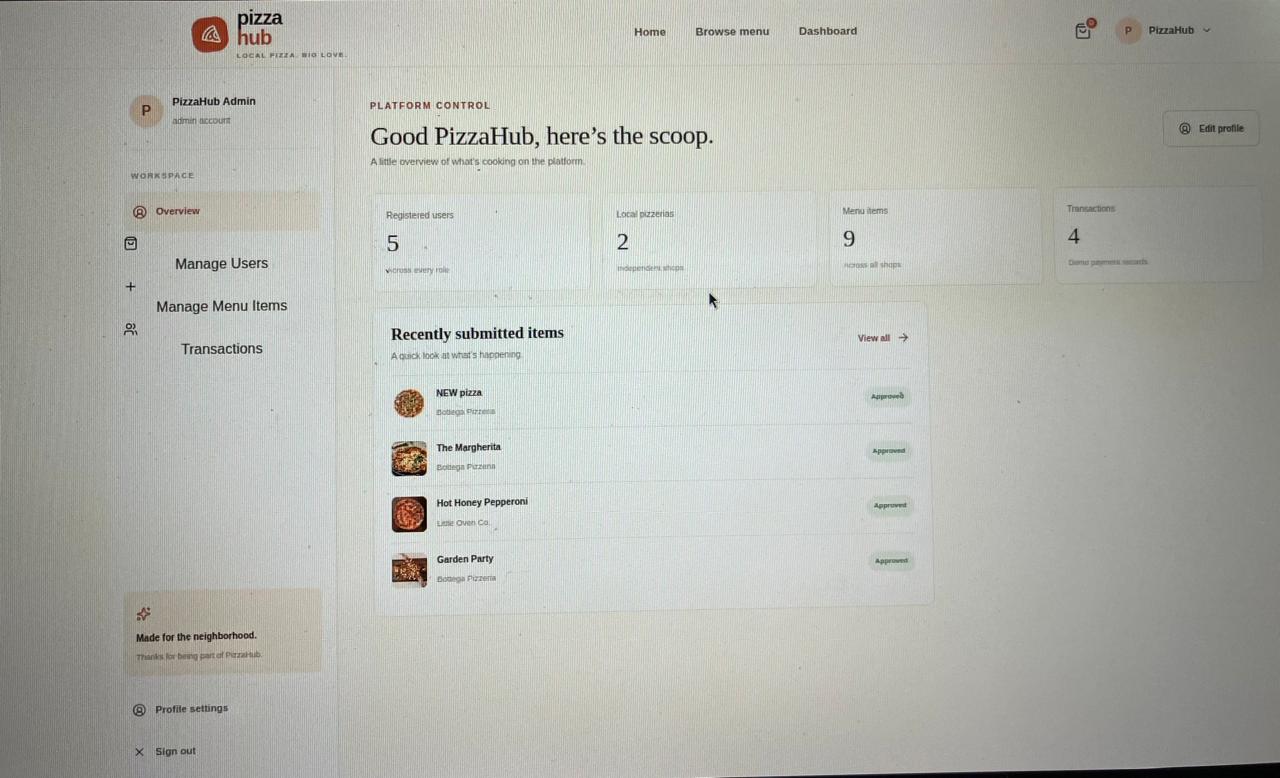 pizza
hub
LOCAL PIZZA. BIG LOVE.
Home
Browse menu
Dashboard
0
P
PizzaHub
P
PizzaHub Admin
admin account
WORKSPACE
Overview
Manage Users
Manage Menu Items
Transactions
Made for the neighborhood.
Thanks for being part of PizzaHub.
Profile settings
Sign out
PLATFORM CONTROL
Good PizzaHub, here’s the scoop.
A little overview of what's cooking on the platform.
Edit profile
Registered users
5
Across every role
Local pizzerias
2
Independent shops
Menu items
9
Across all shops
Transactions
4
Demo payment records
Recently submitted items
A quick look at what's happening.
View all
NEW pizza
Bottega Pizzeria
Approved
The Margherita
Bottega Pizzeria
Approved
Hot Honey Pepperoni
Little Oven Co.
Approved
Garden Party
Bottega Pizzeria
Approved